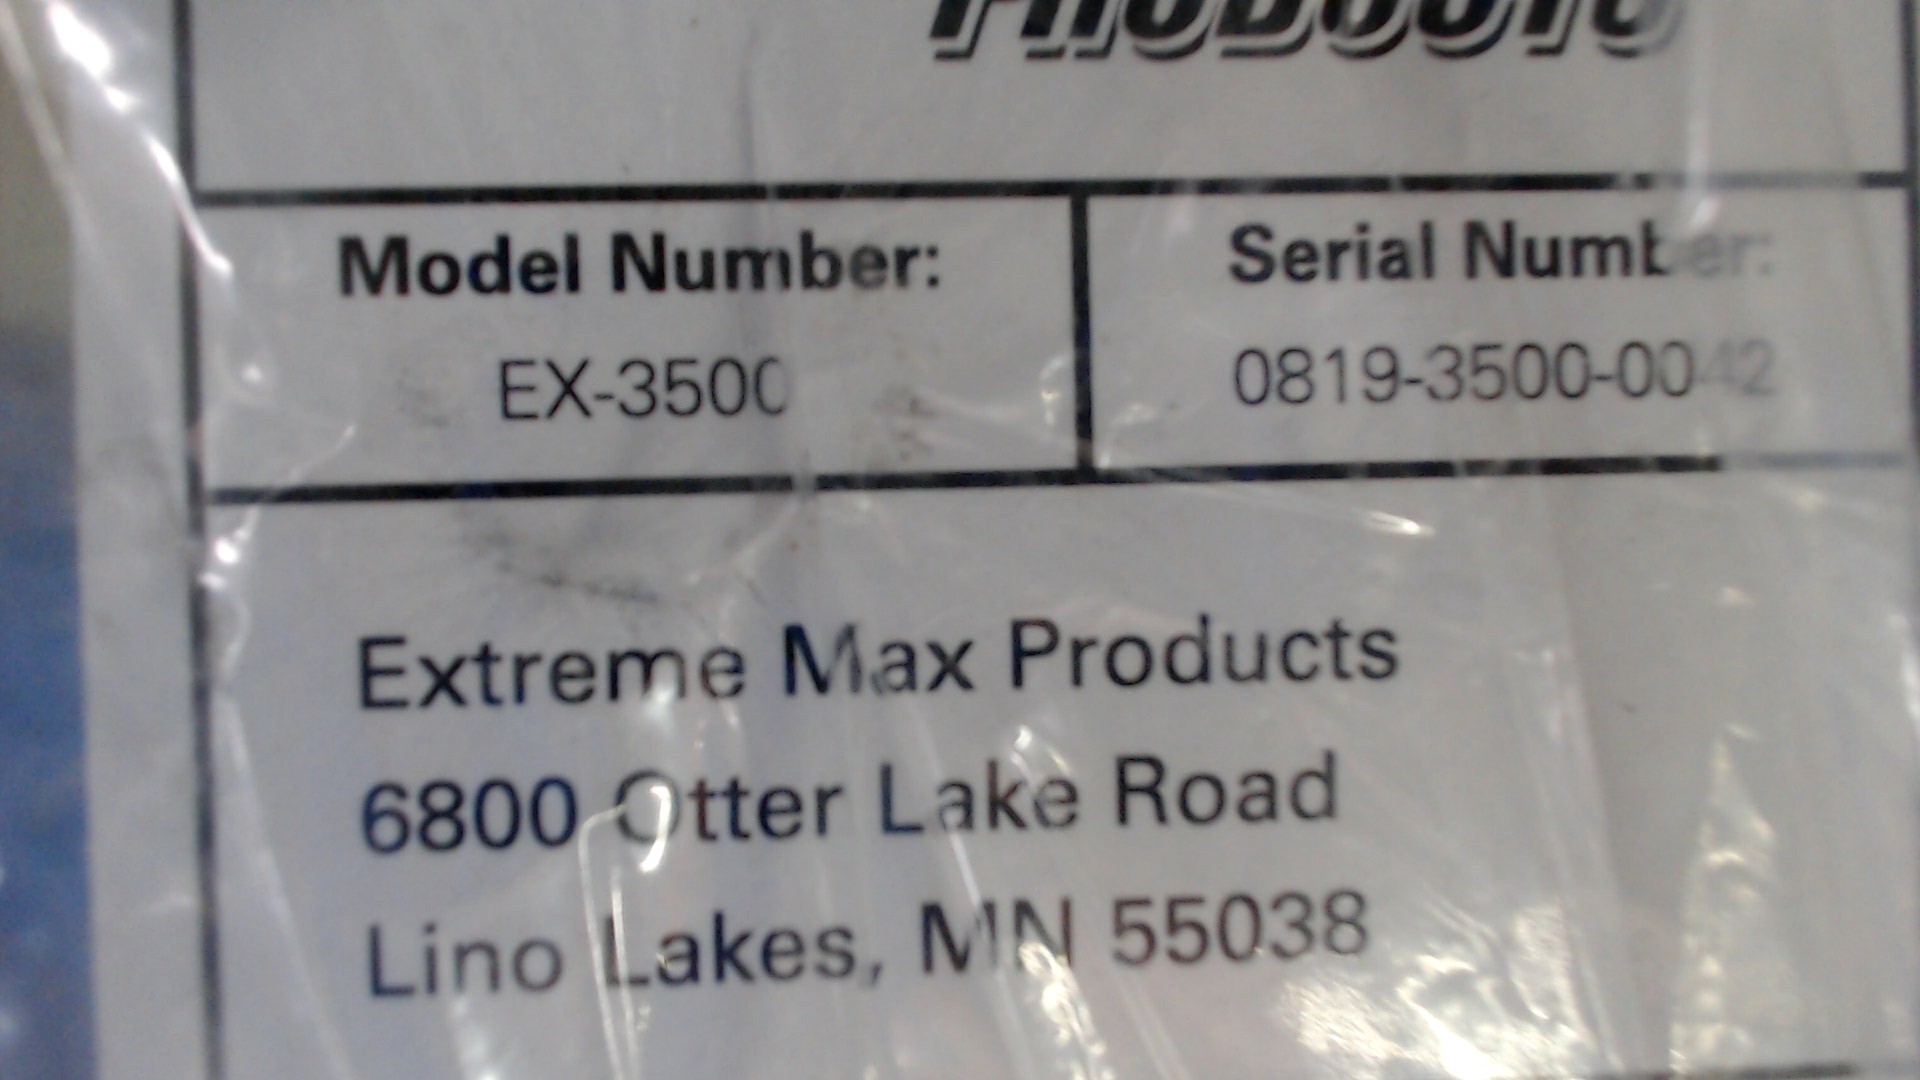 PRODUCTS
Model Number:
Serial Number:
EX-3500
0819-3500-0042
Extreme Max Products
6800 Otter Lake Road
Lino Lakes, MN 55038